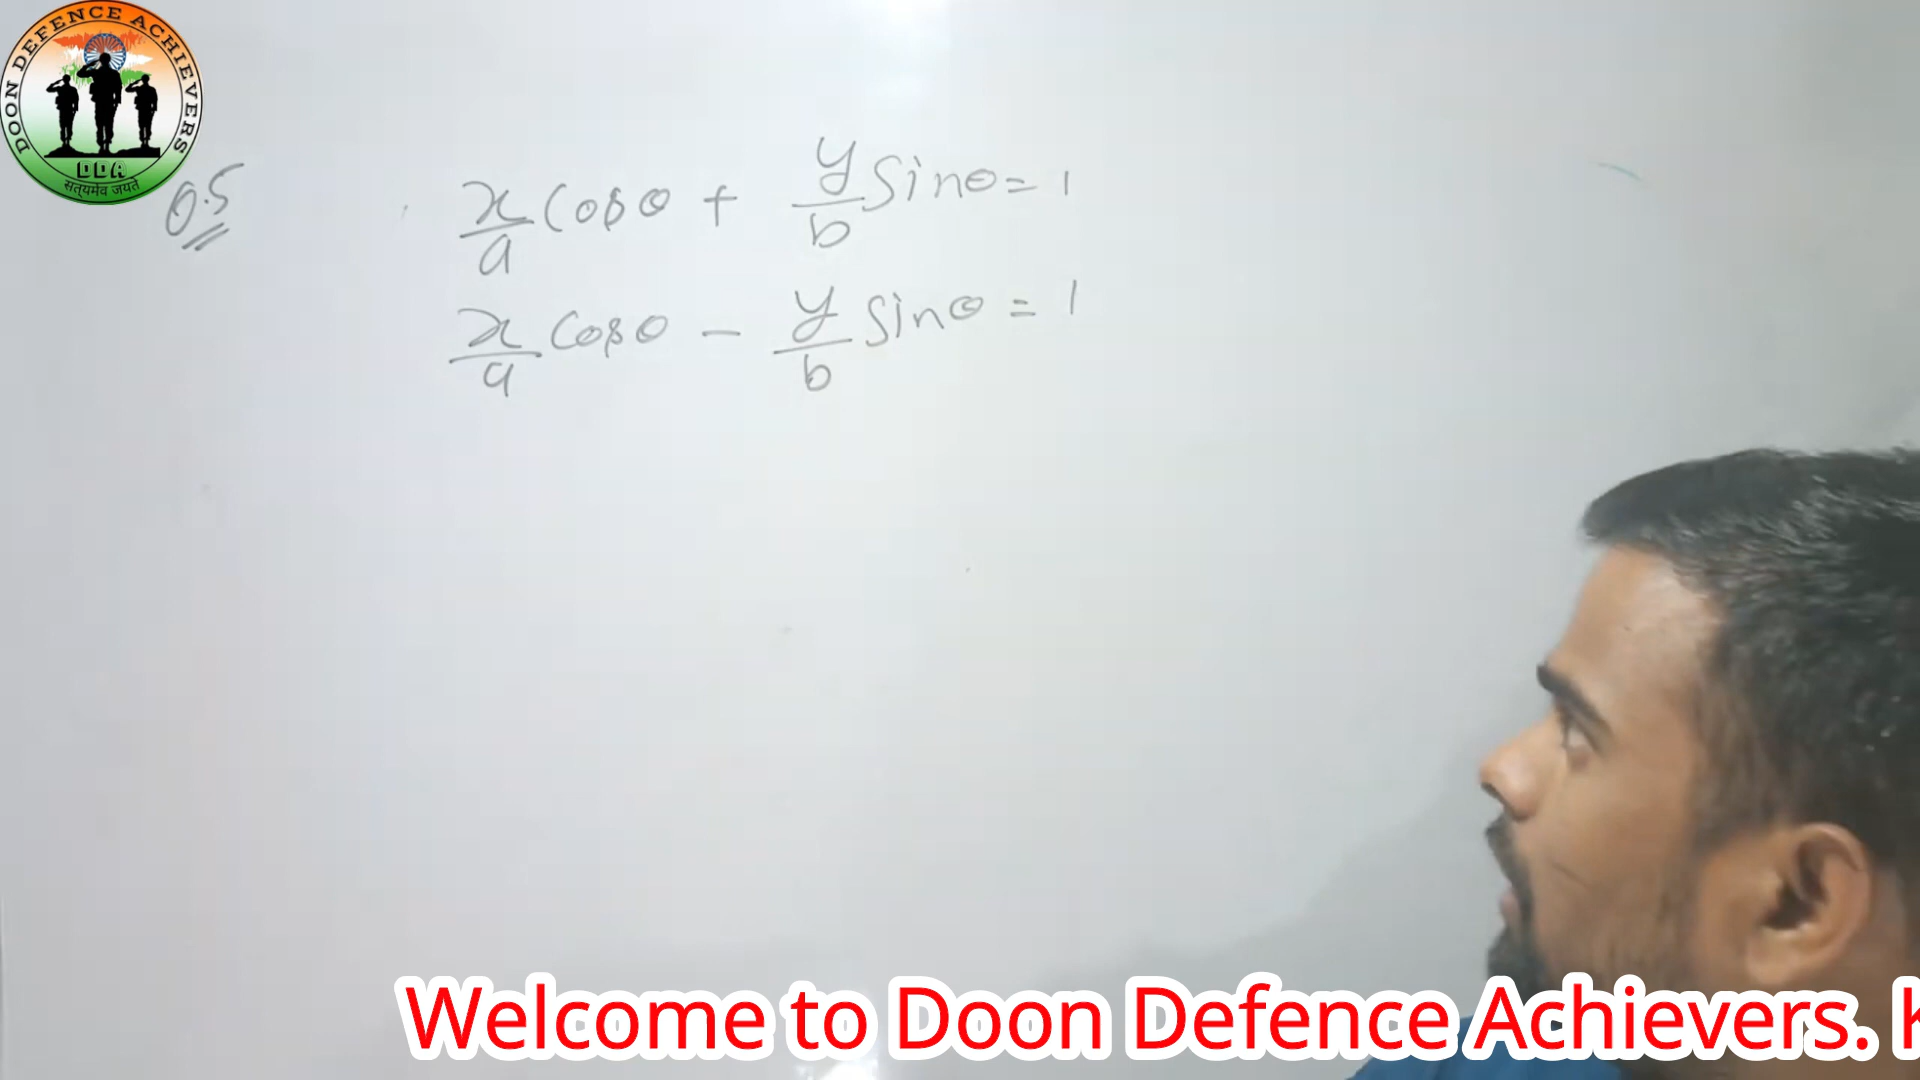 DOON DEFENCE ACHIEVERS
DDA
सत्यमेव जयते
Q.5
x/a Cosθ + y/b Sinθ = 1
x/a Cosθ − y/b Sinθ = 1
Welcome to Doon Defence Achievers. K